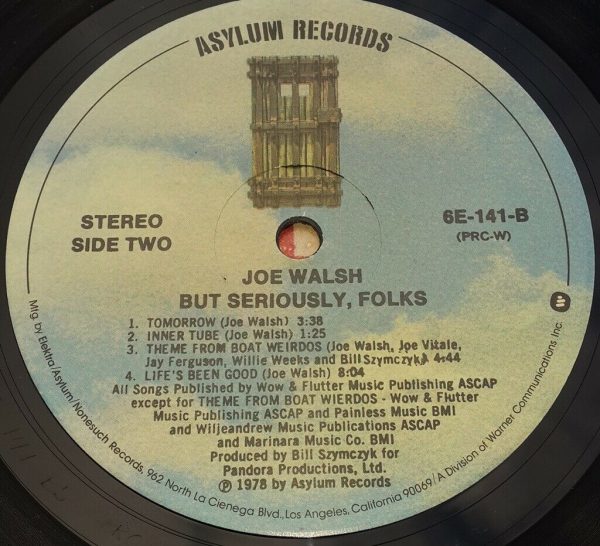 ASYLUM RECORDS
STEREO
SIDE TWO
6E-141-B
(PRC-W)
JOE WALSH
BUT SERIOUSLY, FOLKS
1. TOMORROW (Joe Walsh) 3:38
2. INNER TUBE (Joe Walsh) 1:25
3. THEME FROM BOAT WEIRDOS (Joe Walsh, Joe Vitale,
Jay Ferguson, Willie Weeks and Bill Szymczyk) 4:44
4. LIFE'S BEEN GOOD (Joe Walsh) 8:04
All Songs Published by Wow & Flutter Music Publishing ASCAP
except for THEME FROM BOAT WIERDOS - Wow & Flutter
Music Publishing ASCAP and Painless Music BMI
and Wiljeandrew Music Publications ASCAP
and Marinara Music Co. BMI
Produced by Bill Szymczyk for
Pandora Productions, Ltd.
℗ 1978 by Asylum Records
Mfg. by Elektra/Asylum/Nonesuch Records, 962 North La Cienega Blvd., Los Angeles, California 90069/A Division of Warner Communications Inc.